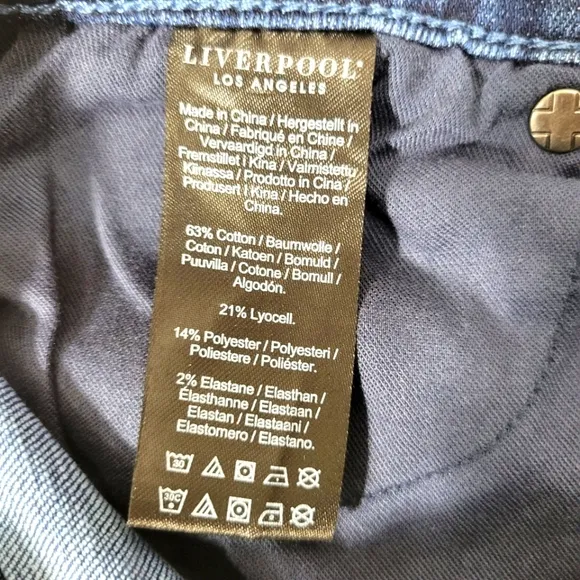 LIVERPOOL®
LOS ANGELES
Made in China / Hergestellt in
China / Fabriqué en Chine /
Vervaardigd in China /
Fremstillet I Kina / Valmistettu
Kiinassa / Prodotto in Cina /
Produsert I Kina / Hecho en
China.
63% Cotton / Baumwolle /
Coton / Katoen / Bomuld /
Puuvilla / Cotone / Bomull /
Algodón.
21% Lyocell.
14% Polyester / Polyesteri /
Poliestere / Poliéster.
2% Elastane / Elasthan /
Élasthanne / Elastaan /
Elastan / Elastaani /
Elastomero / Elastano.
30
30C